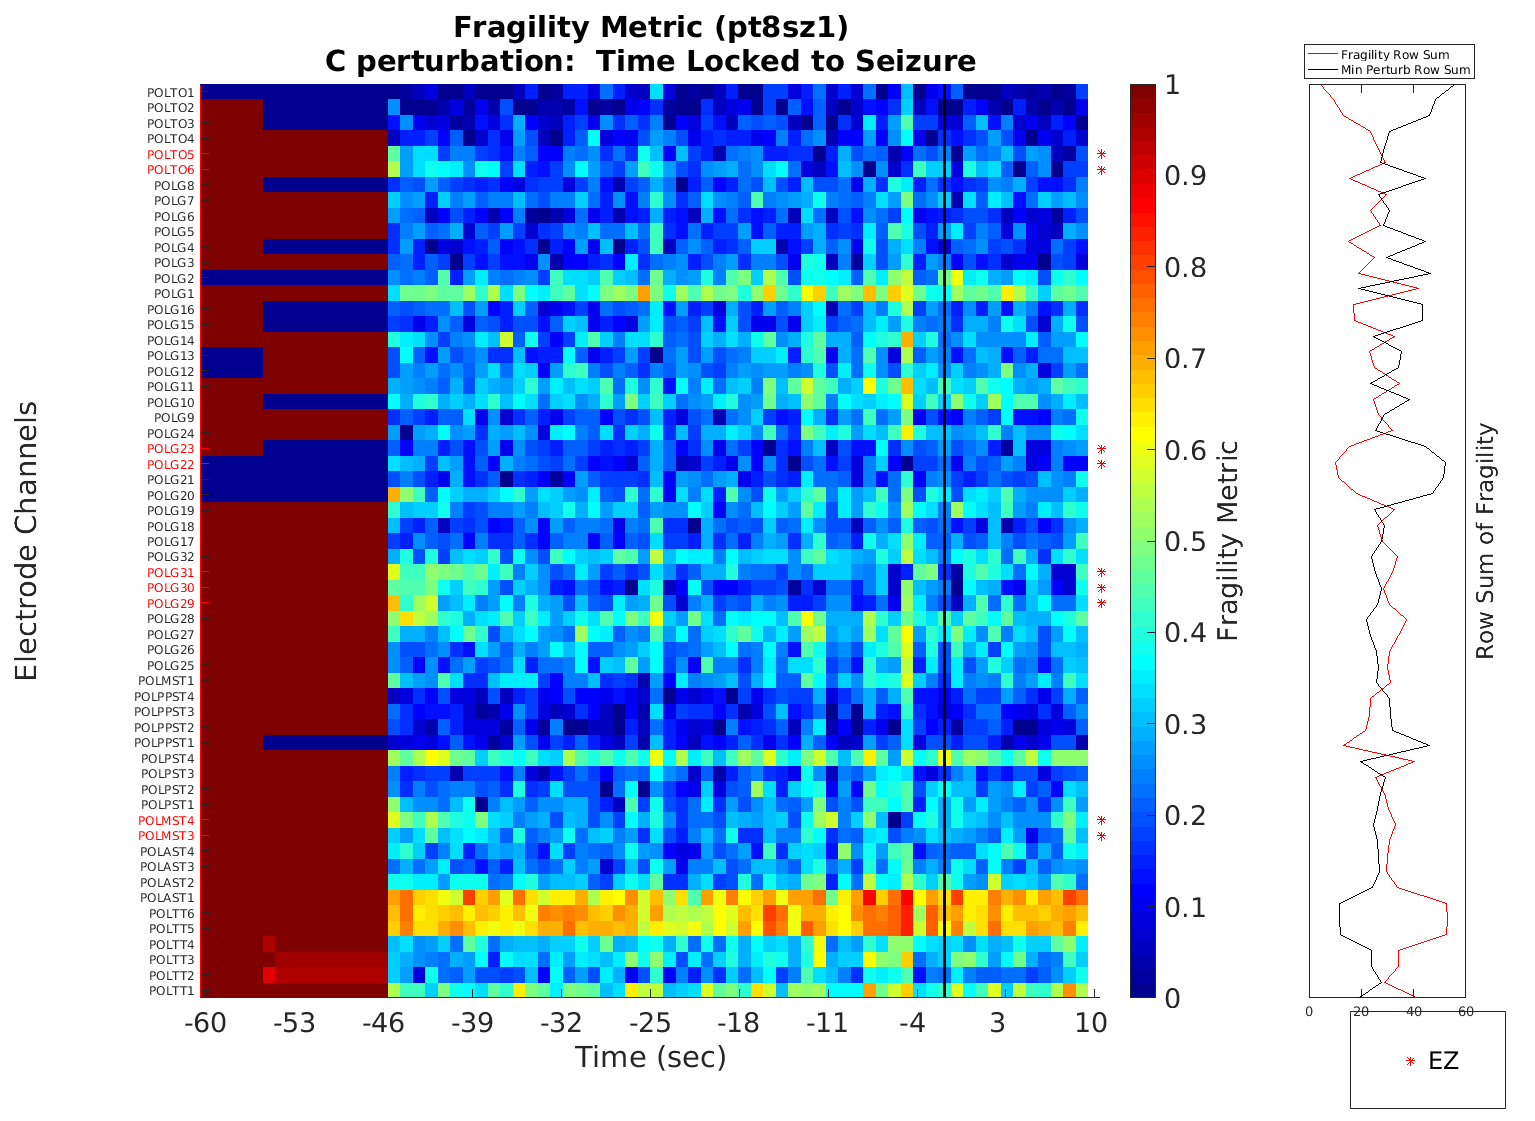 Fragility Metric (pt8sz1)
C perturbation:  Time Locked to Seizure
Electrode Channels
POLTO1
POLTO2
POLTO3
POLTO4
POLTO5
POLTO6
POLG8
POLG7
POLG6
POLG5
POLG4
POLG3
POLG2
POLG1
POLG16
POLG15
POLG14
POLG13
POLG12
POLG11
POLG10
POLG9
POLG24
POLG23
POLG22
POLG21
POLG20
POLG19
POLG18
POLG17
POLG32
POLG31
POLG30
POLG29
POLG28
POLG27
POLG26
POLG25
POLMST1
POLPPST4
POLPPST3
POLPPST2
POLPPST1
POLPST4
POLPST3
POLPST2
POLPST1
POLMST4
POLMST3
POLAST4
POLAST3
POLAST2
POLAST1
POLTT6
POLTT5
POLTT4
POLTT3
POLTT2
POLTT1
-60 -53 -46 -39 -32 -25 -18 -11 -4 3 10
Time (sec)
1
0.9
0.8
0.7
0.6
0.5
0.4
0.3
0.2
0.1
0
Fragility Metric
Fragility Row Sum
Min Perturb Row Sum
0 20 40 60
Row Sum of Fragility
EZ